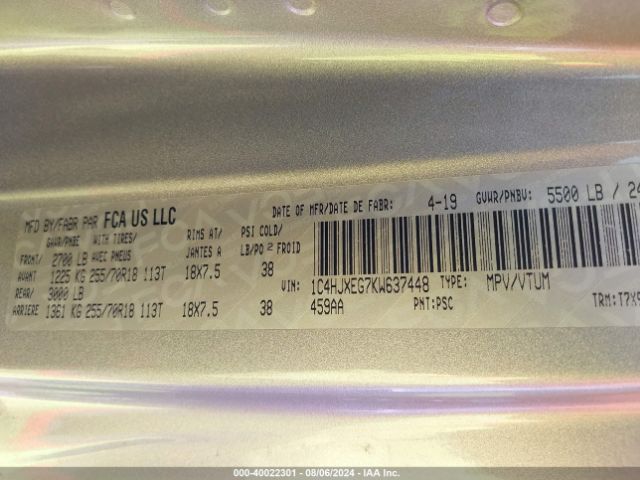 MFD BY/FABR PAR FCA US LLC
DATE OF MFR/DATE DE FABR: 4-19 GVWR/PNBV: 5500 LB / 24
GAWR/PNBE WITH TIRES/ RIMS AT/ PSI COLD/
FRONT/ 2700 LB AVEC PNEUS JANTES A LB/PO² FROID
AVANT 1225 KG 255/70R18 113T 18X7.5 38
REAR/ 3000 LB
ARRIERE 1361 KG 255/70R18 113T 18X7.5 38
VIN: 1C4HJXEG7KW637448 TYPE: MPV/VTUM
459AA PNT:PSC TRM:T7X9
000-40022301 - 08/06/2024 - IAA Inc.